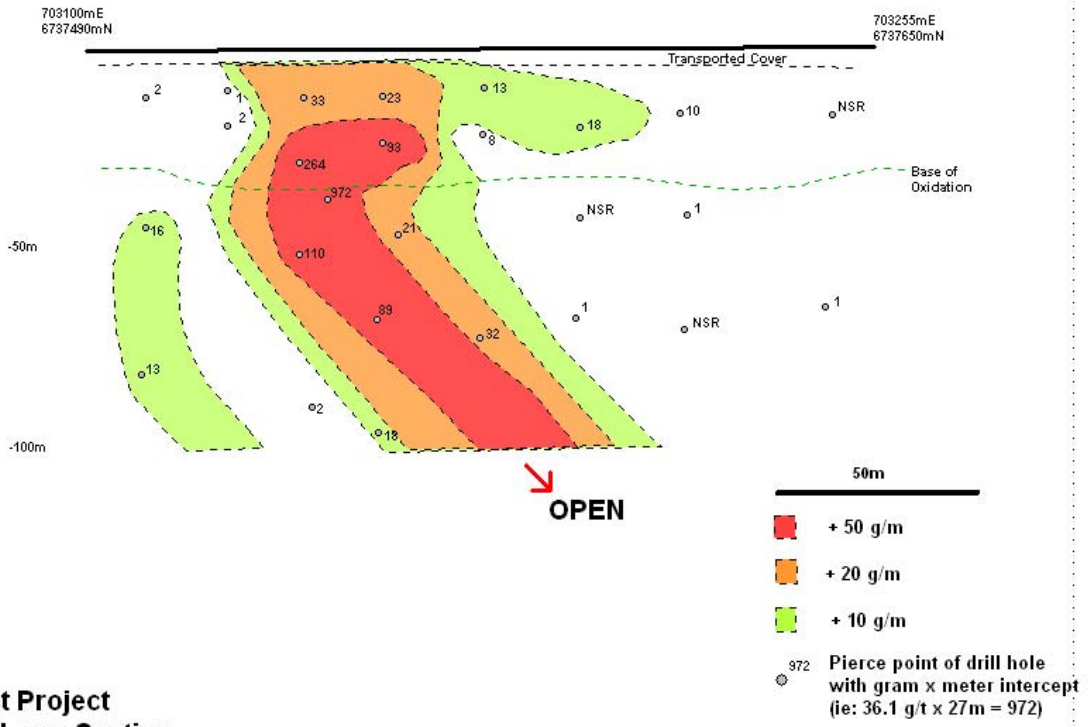 703100mE
6737490mN
703255mE
6737650mN
Transported Cover
2
1
33
23
13
10
NSR
2
18
8
93
264
Base of
Oxidation
972
16
NSR
1
21
-50m
110
89
1
1
32
NSR
13
2
18
-100m
OPEN
50m
+ 50 g/m
+ 20 g/m
+ 10 g/m
972
Pierce point of drill hole
with gram x meter intercept
(ie: 36.1 g/t x 27m = 972)
t Project